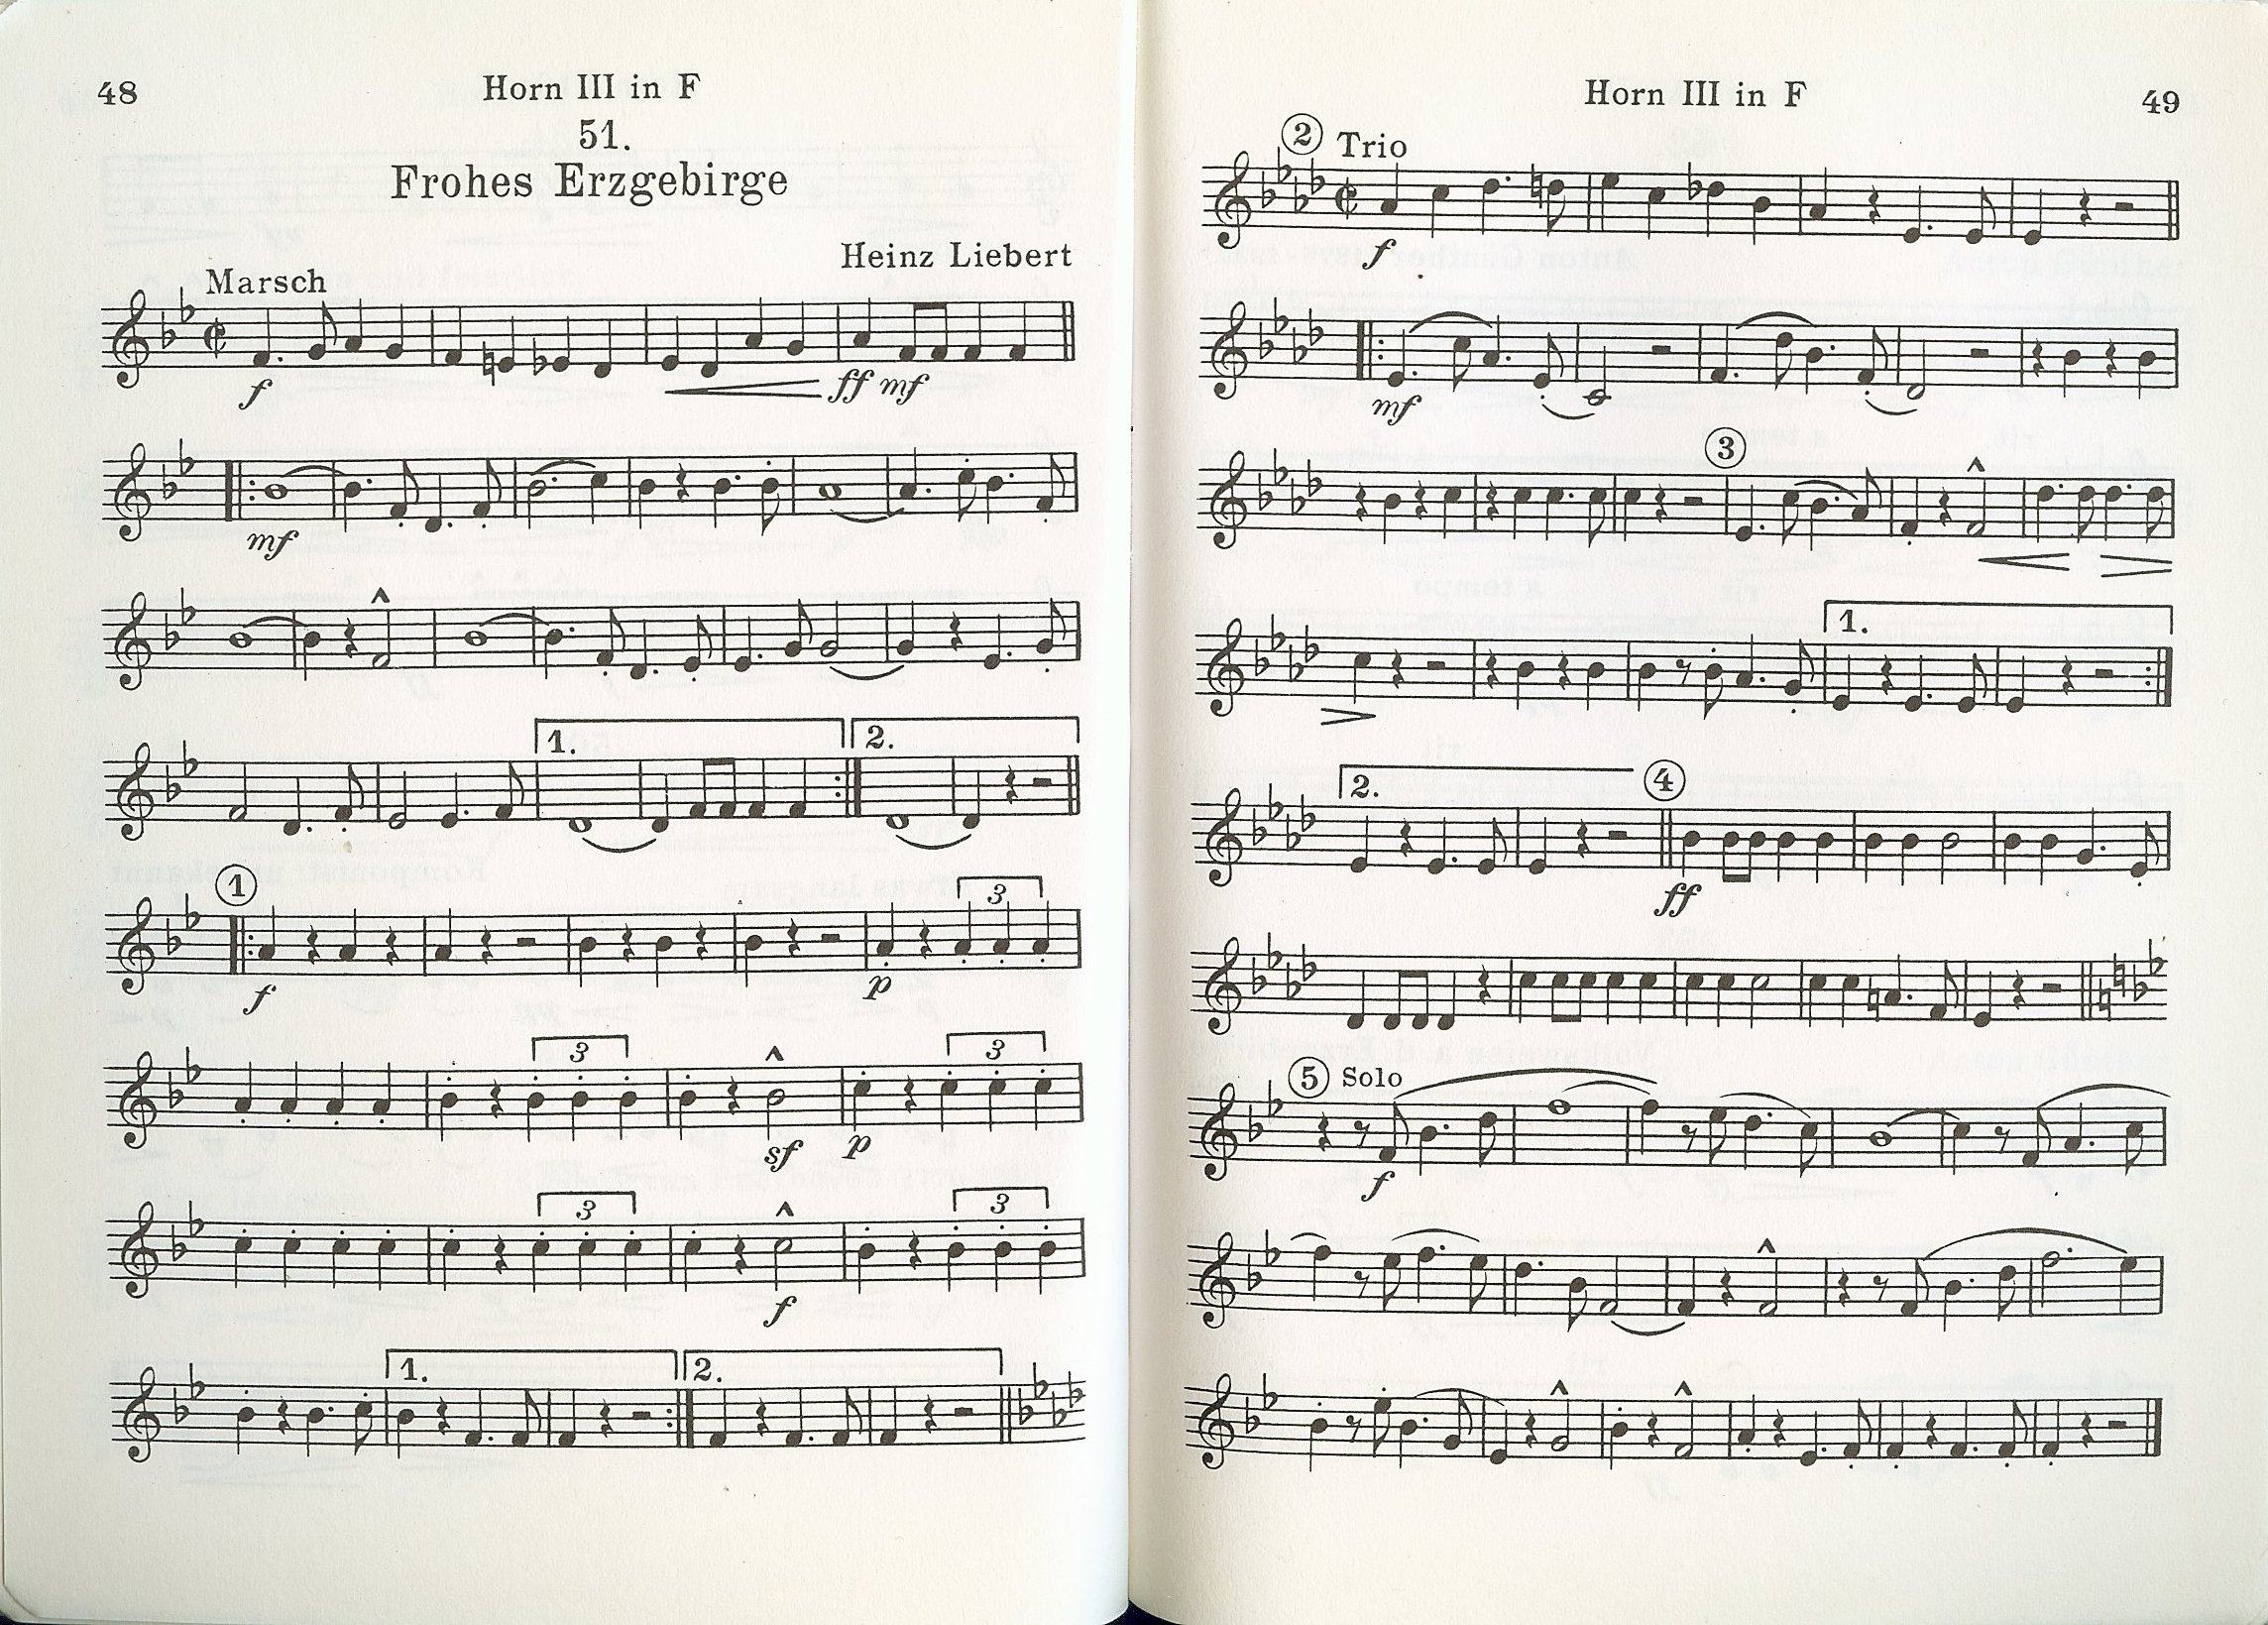 48
Horn III in F
51.
Frohes Erzgebirge
Heinz Liebert
Marsch
f
ff mf
mf
1. 2.
1
3
f p
3 3
sf p
3 3
f
1. 2.
Horn III in F
49
2 Trio
f
mf
3
1.
2. 4
ff
5 Solo
f